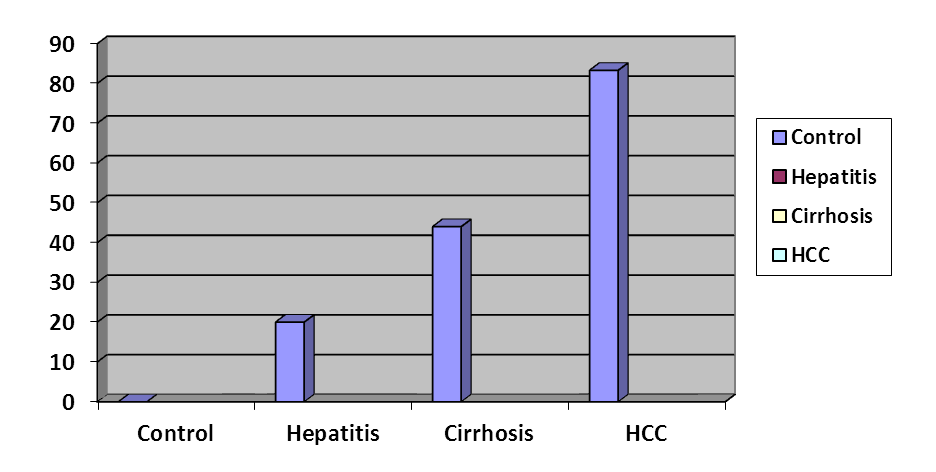 90
80
70
60
50
40
30
20
10
0
Control Hepatitis Cirrhosis HCC
Control
Hepatitis
Cirrhosis
HCC